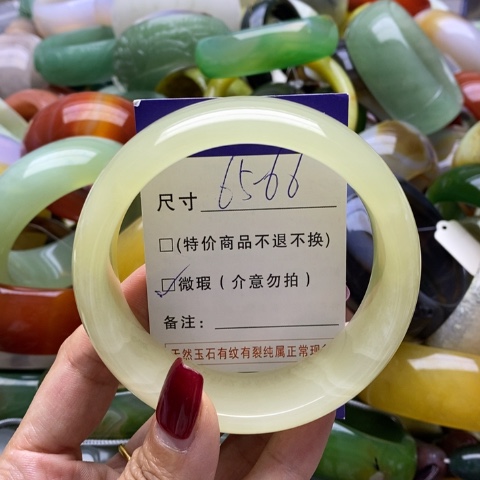 尺寸 6566
□(特价商品不退不换)
☑微瑕(介意勿拍)
备注:
天然玉石有纹有裂纯属正常现